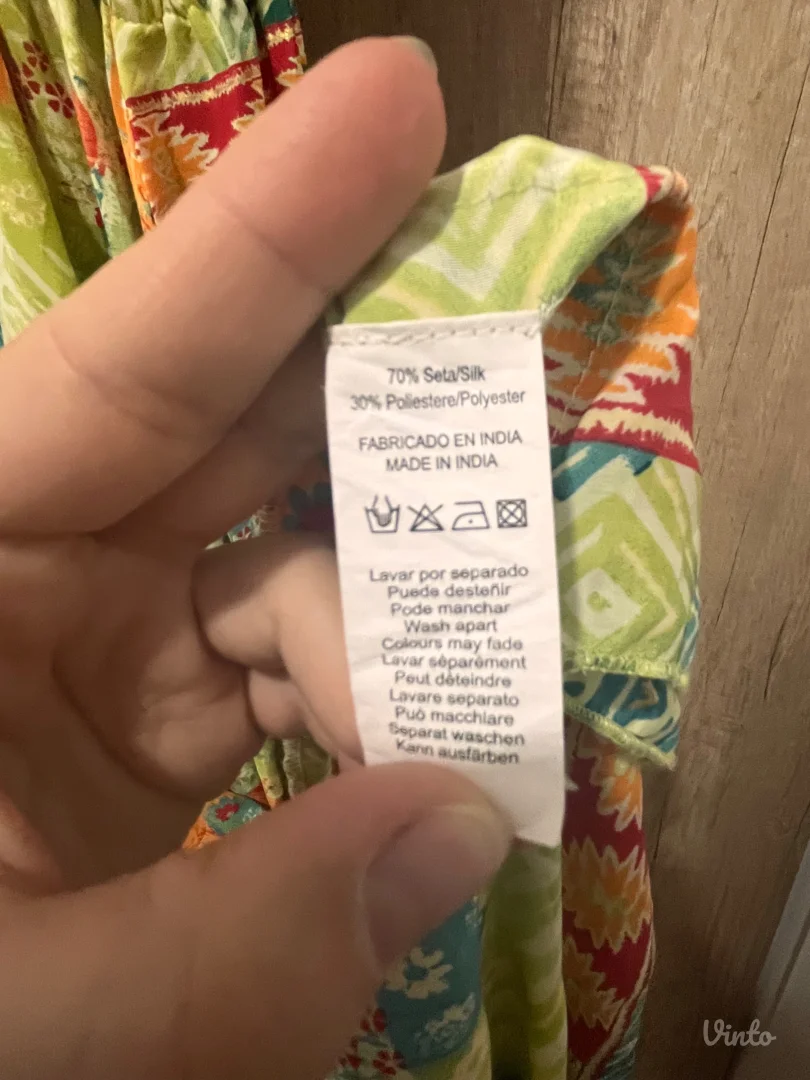 70% Seta/Silk
30% Poliestere/Polyester
FABRICADO EN INDIA
MADE IN INDIA
Lavar por separado
Puede desteñir
Pode manchar
Wash apart
Colours may fade
Lavar séparément
Peut déteindre
Lavare separato
Puó macchiare
Separat waschen
Kann ausfärben
Vinto